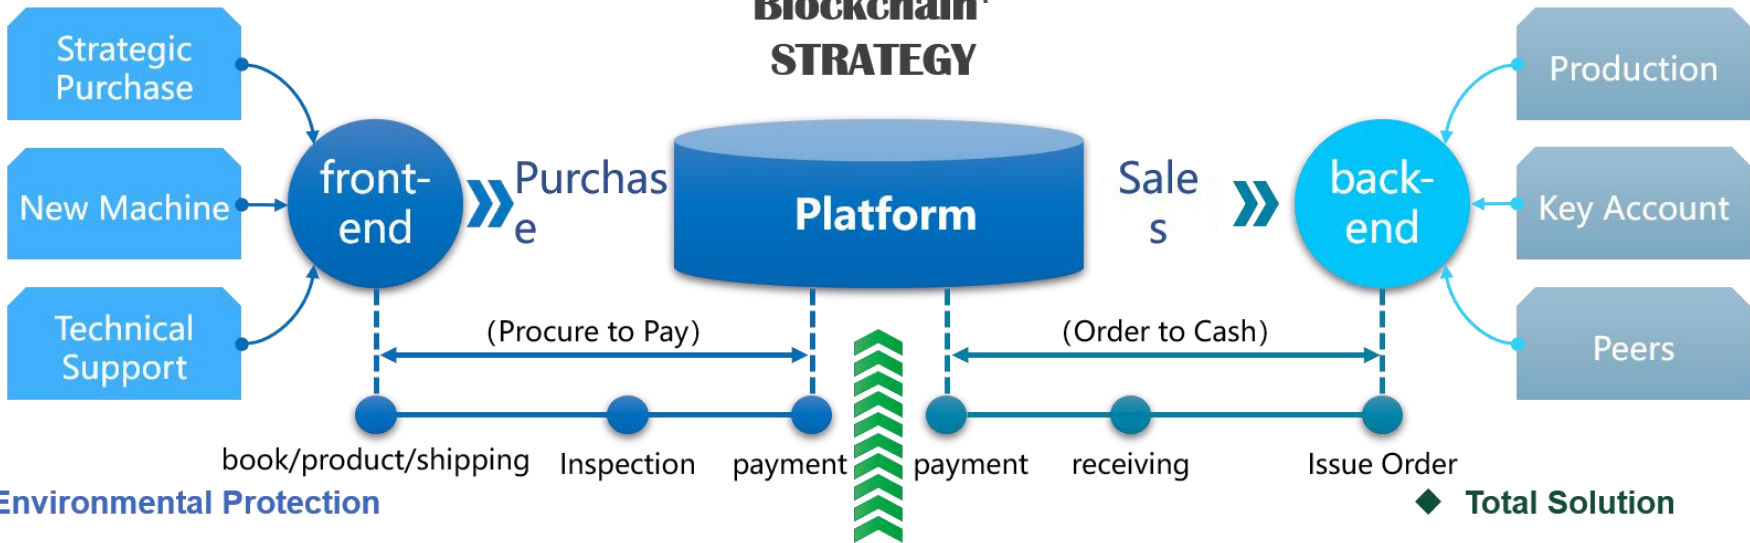 Blockchain+
STRATEGY
Strategic
Purchase
New Machine
Technical
Support
front-
end
Purchas
e
Platform
Sale
s
back-
end
Production
Key Account
Peers
(Procure to Pay)
(Order to Cash)
book/product/shipping
Inspection
payment
payment
receiving
Issue Order
Environmental Protection
◆ Total Solution